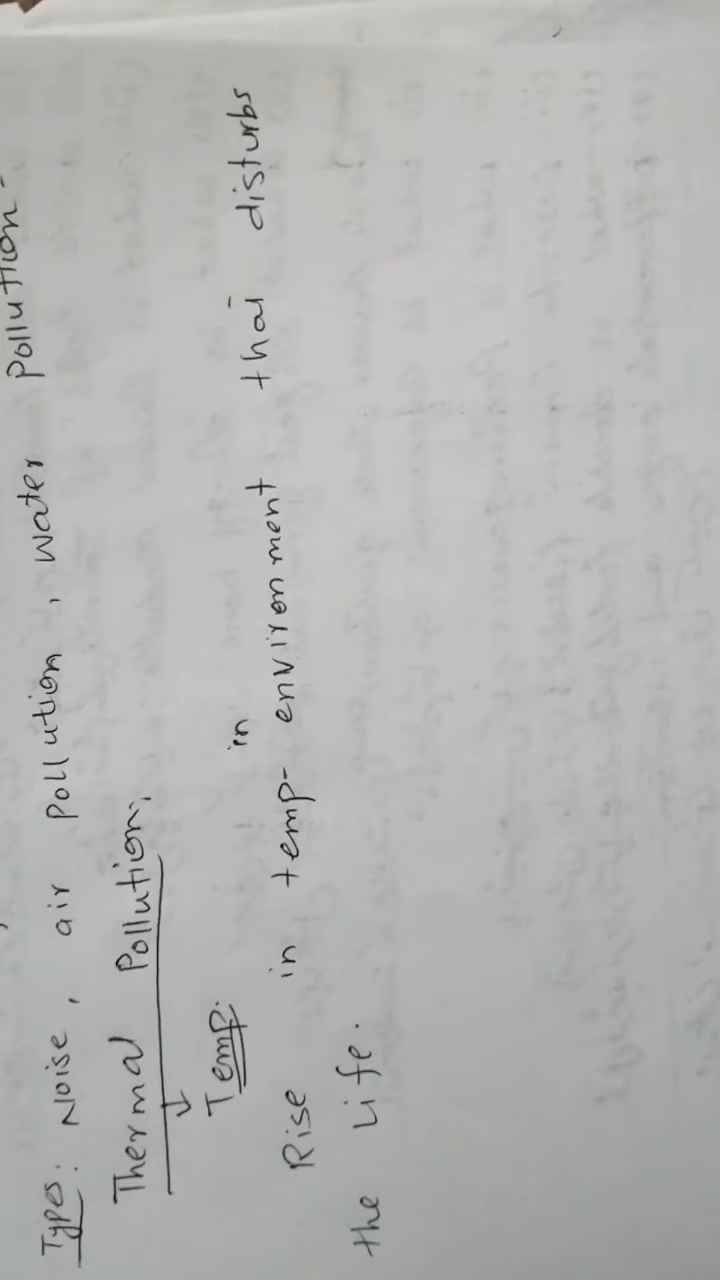 Types: Noise, air Pollution, water Pollution-
Thermal Pollution;
Temp:
Rise in temp- in environment that disturbs
the Life.